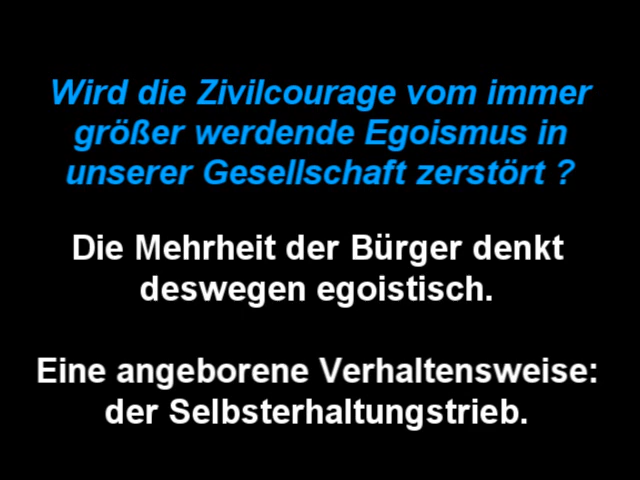 Wird die Zivilcourage vom immer
größer werdende Egoismus in
unserer Gesellschaft zerstört ?
Die Mehrheit der Bürger denkt
deswegen egoistisch.
Eine angeborene Verhaltensweise:
der Selbsterhaltungstrieb.